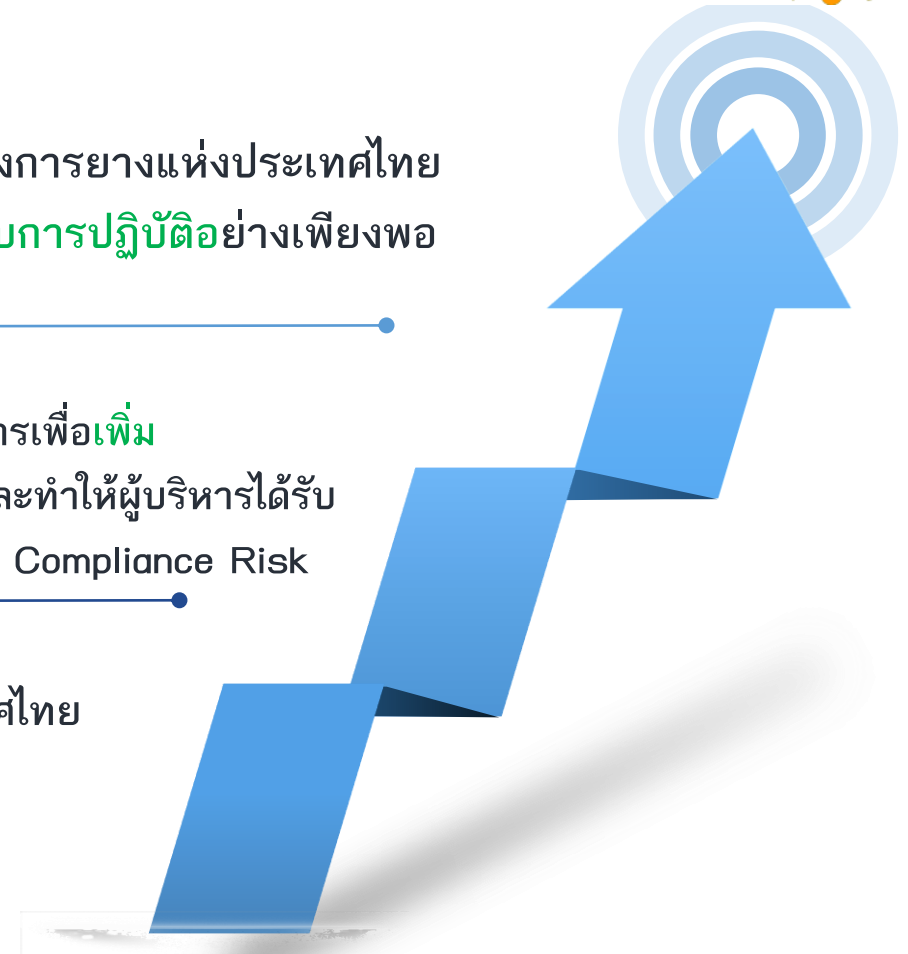 งการยางแห่งประเทศไทย
บการปฏิบัติอย่างเพียงพอ
ารเพื่อเพิ่ม
ละทำให้ผู้บริหารได้รับ
Compliance Risk
ศไทย